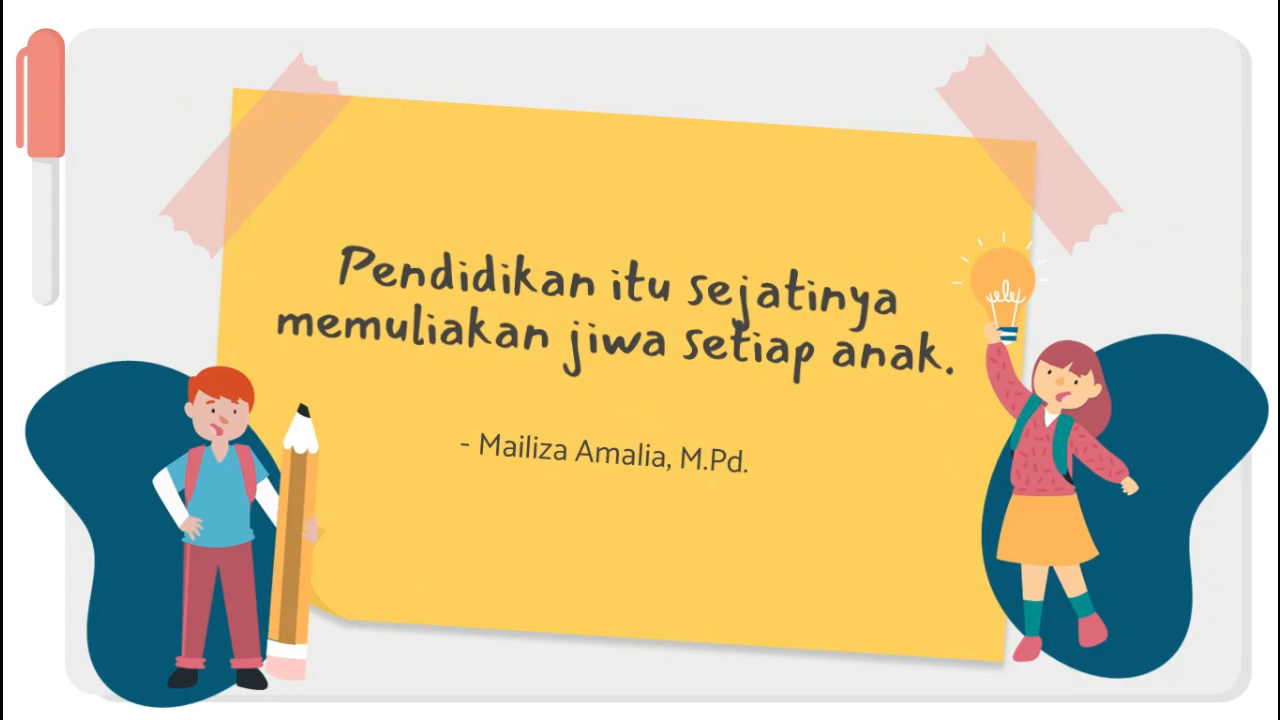 Pendidikan itu sejatinya
memuliakan jiwa setiap anak.
- Mailiza Amalia, M.Pd.